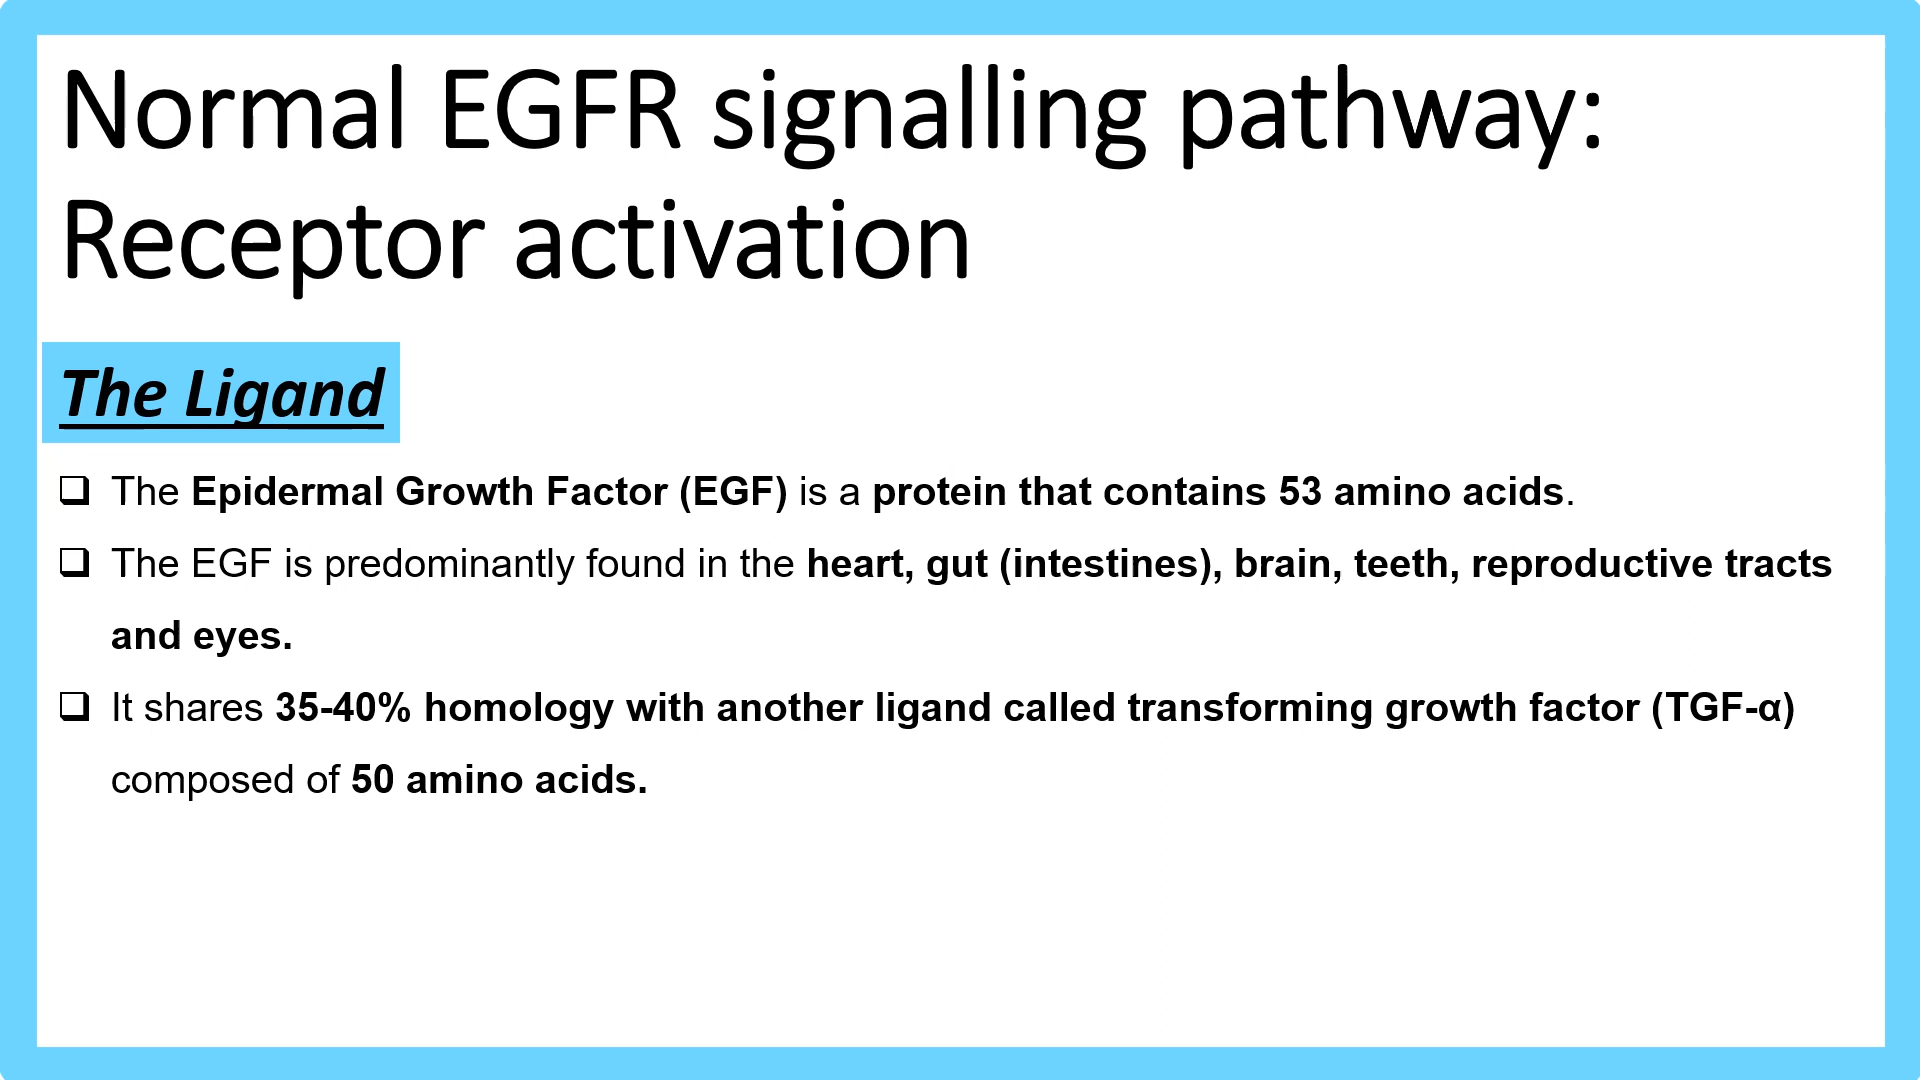 Normal EGFR signalling pathway:
Receptor activation
The Ligand
❑ The Epidermal Growth Factor (EGF) is a protein that contains 53 amino acids.
❑ The EGF is predominantly found in the heart, gut (intestines), brain, teeth, reproductive tracts
and eyes.
❑ It shares 35-40% homology with another ligand called transforming growth factor (TGF-α)
composed of 50 amino acids.